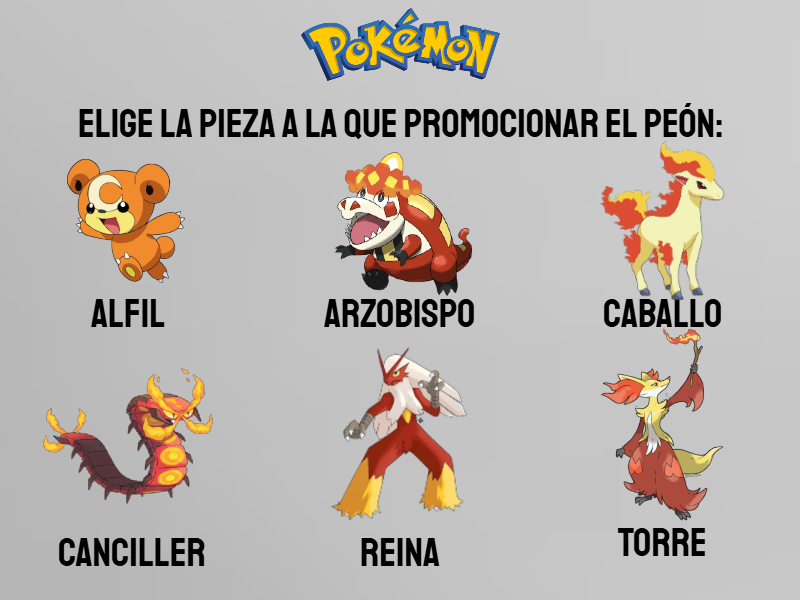 POKéMON
ELIGE LA PIEZA A LA QUE PROMOCIONAR EL PEÓN:
ALFIL
ARZOBISPO
CABALLO
CANCILLER
REINA
TORRE